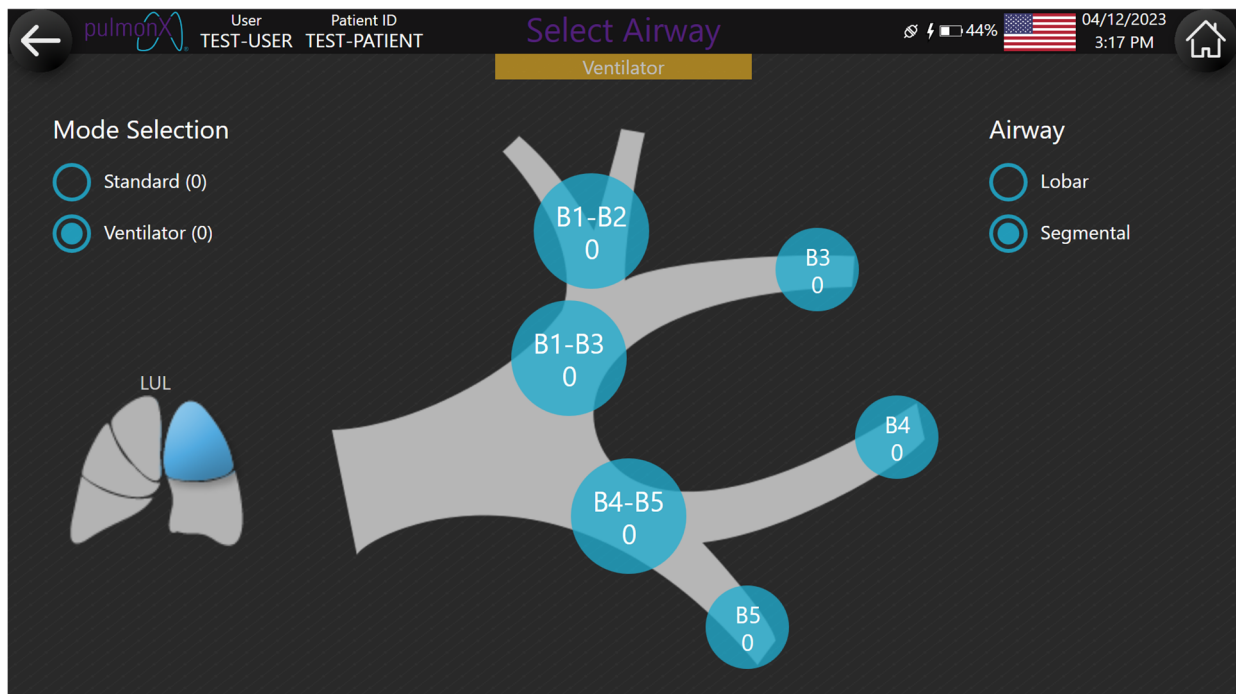 pulmonX
User
TEST-USER
Patient ID
TEST-PATIENT
Select Airway
44%
04/12/2023
3:17 PM
Ventilator
Mode Selection
Standard (0)
Ventilator (0)
Airway
Lobar
Segmental
B1-B2
0
B3
0
B1-B3
0
LUL
B4
0
B4-B5
0
B5
0